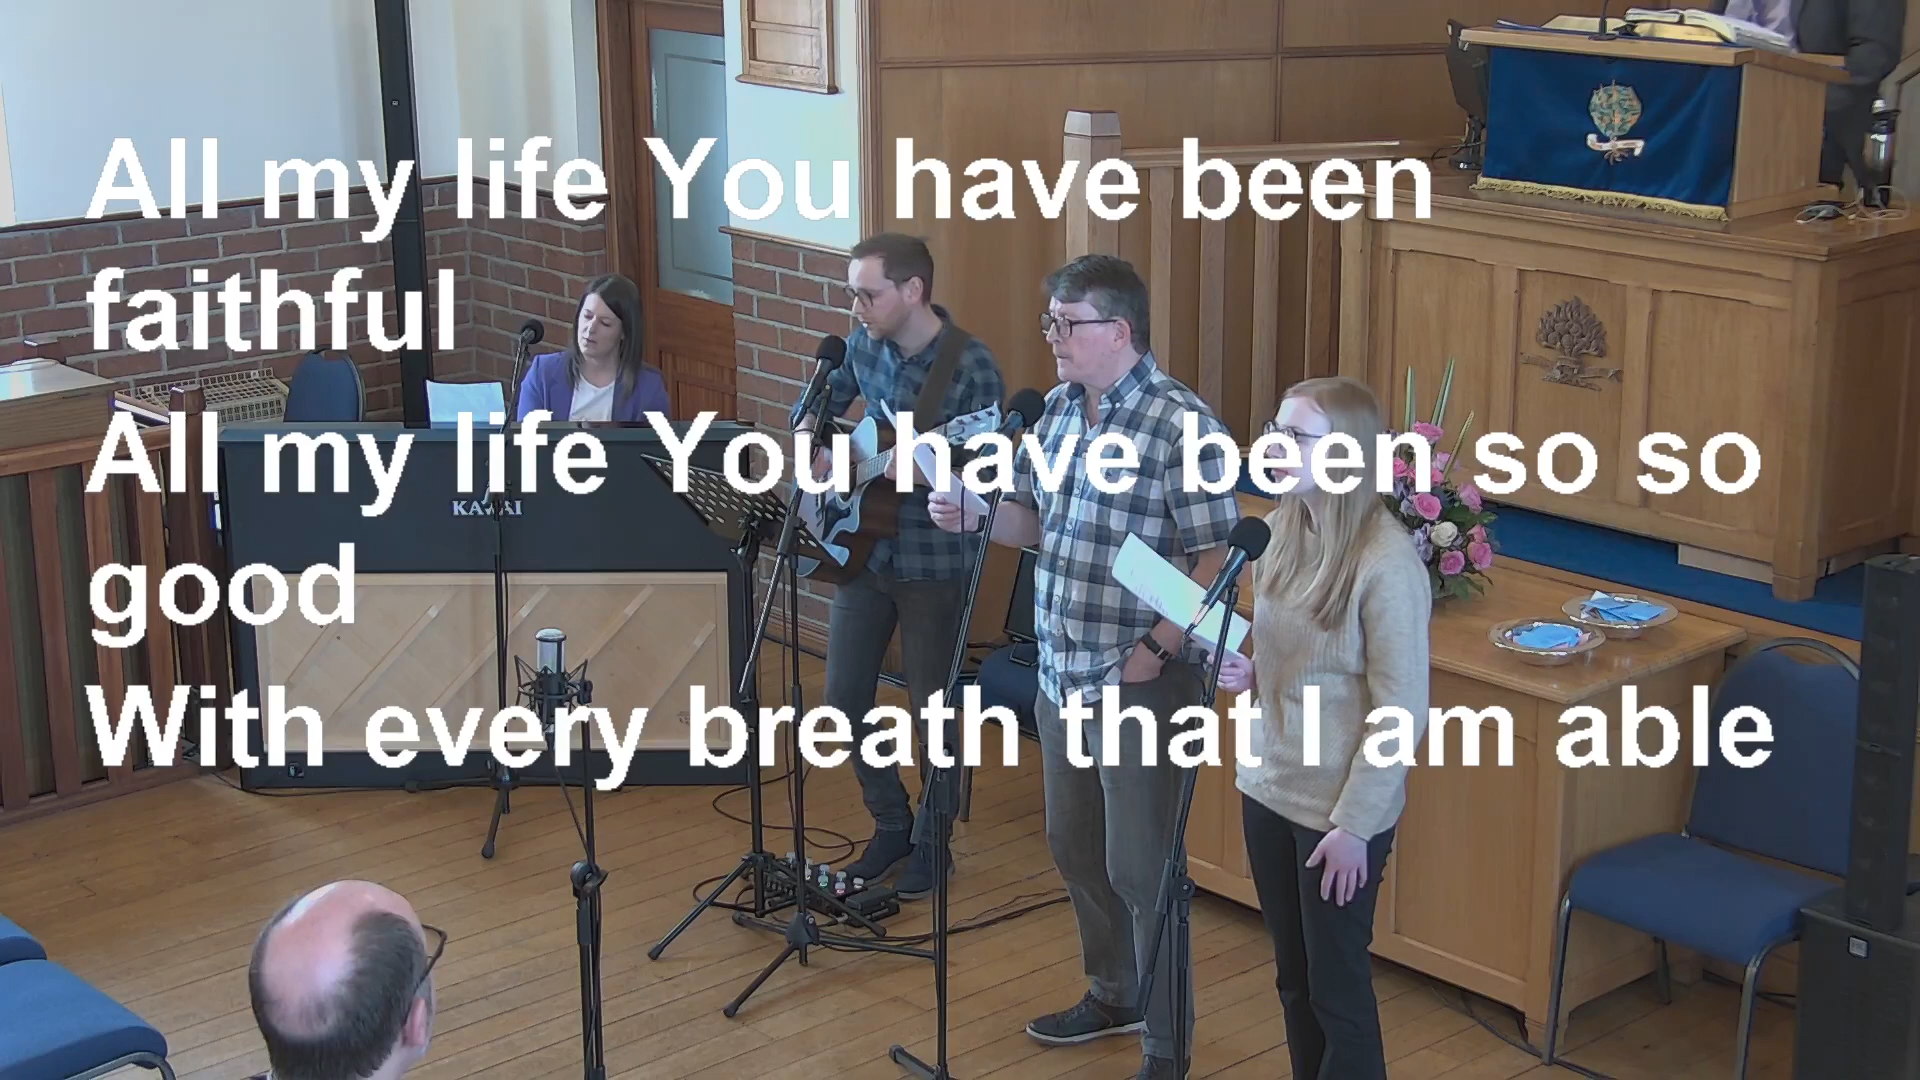 All my life You have been
faithful
All my life You have been so so
good
With every breath that I am able
KAWAI